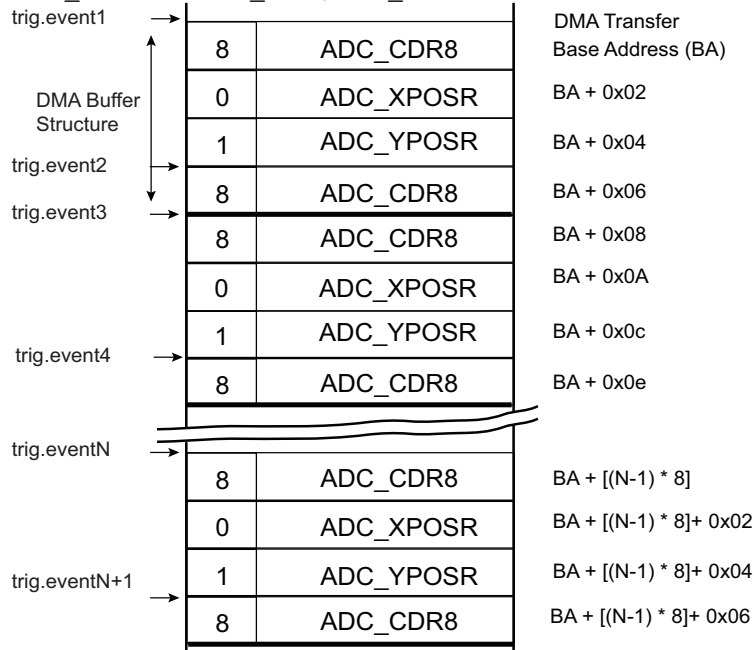 trig.event1
DMA Transfer
8 ADC_CDR8 Base Address (BA)
DMA Buffer
Structure
0 ADC_XPOSR BA + 0x02
1 ADC_YPOSR BA + 0x04
trig.event2
8 ADC_CDR8 BA + 0x06
trig.event3
8 ADC_CDR8 BA + 0x08
0 ADC_XPOSR BA + 0x0A
1 ADC_YPOSR BA + 0x0c
trig.event4
8 ADC_CDR8 BA + 0x0e
trig.eventN
8 ADC_CDR8 BA + [(N-1) * 8]
0 ADC_XPOSR BA + [(N-1) * 8]+ 0x02
1 ADC_YPOSR BA + [(N-1) * 8]+ 0x04
trig.eventN+1
8 ADC_CDR8 BA + [(N-1) * 8]+ 0x06